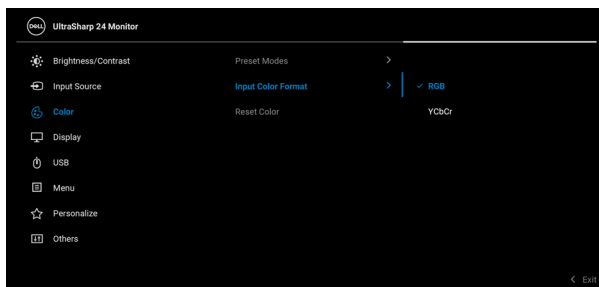 DELL UltraSharp 24 Monitor
Brightness/Contrast
Preset Modes
Input Source
Input Color Format
RGB
Color
Reset Color
YCbCr
Display
USB
Menu
Personalize
Others
Exit